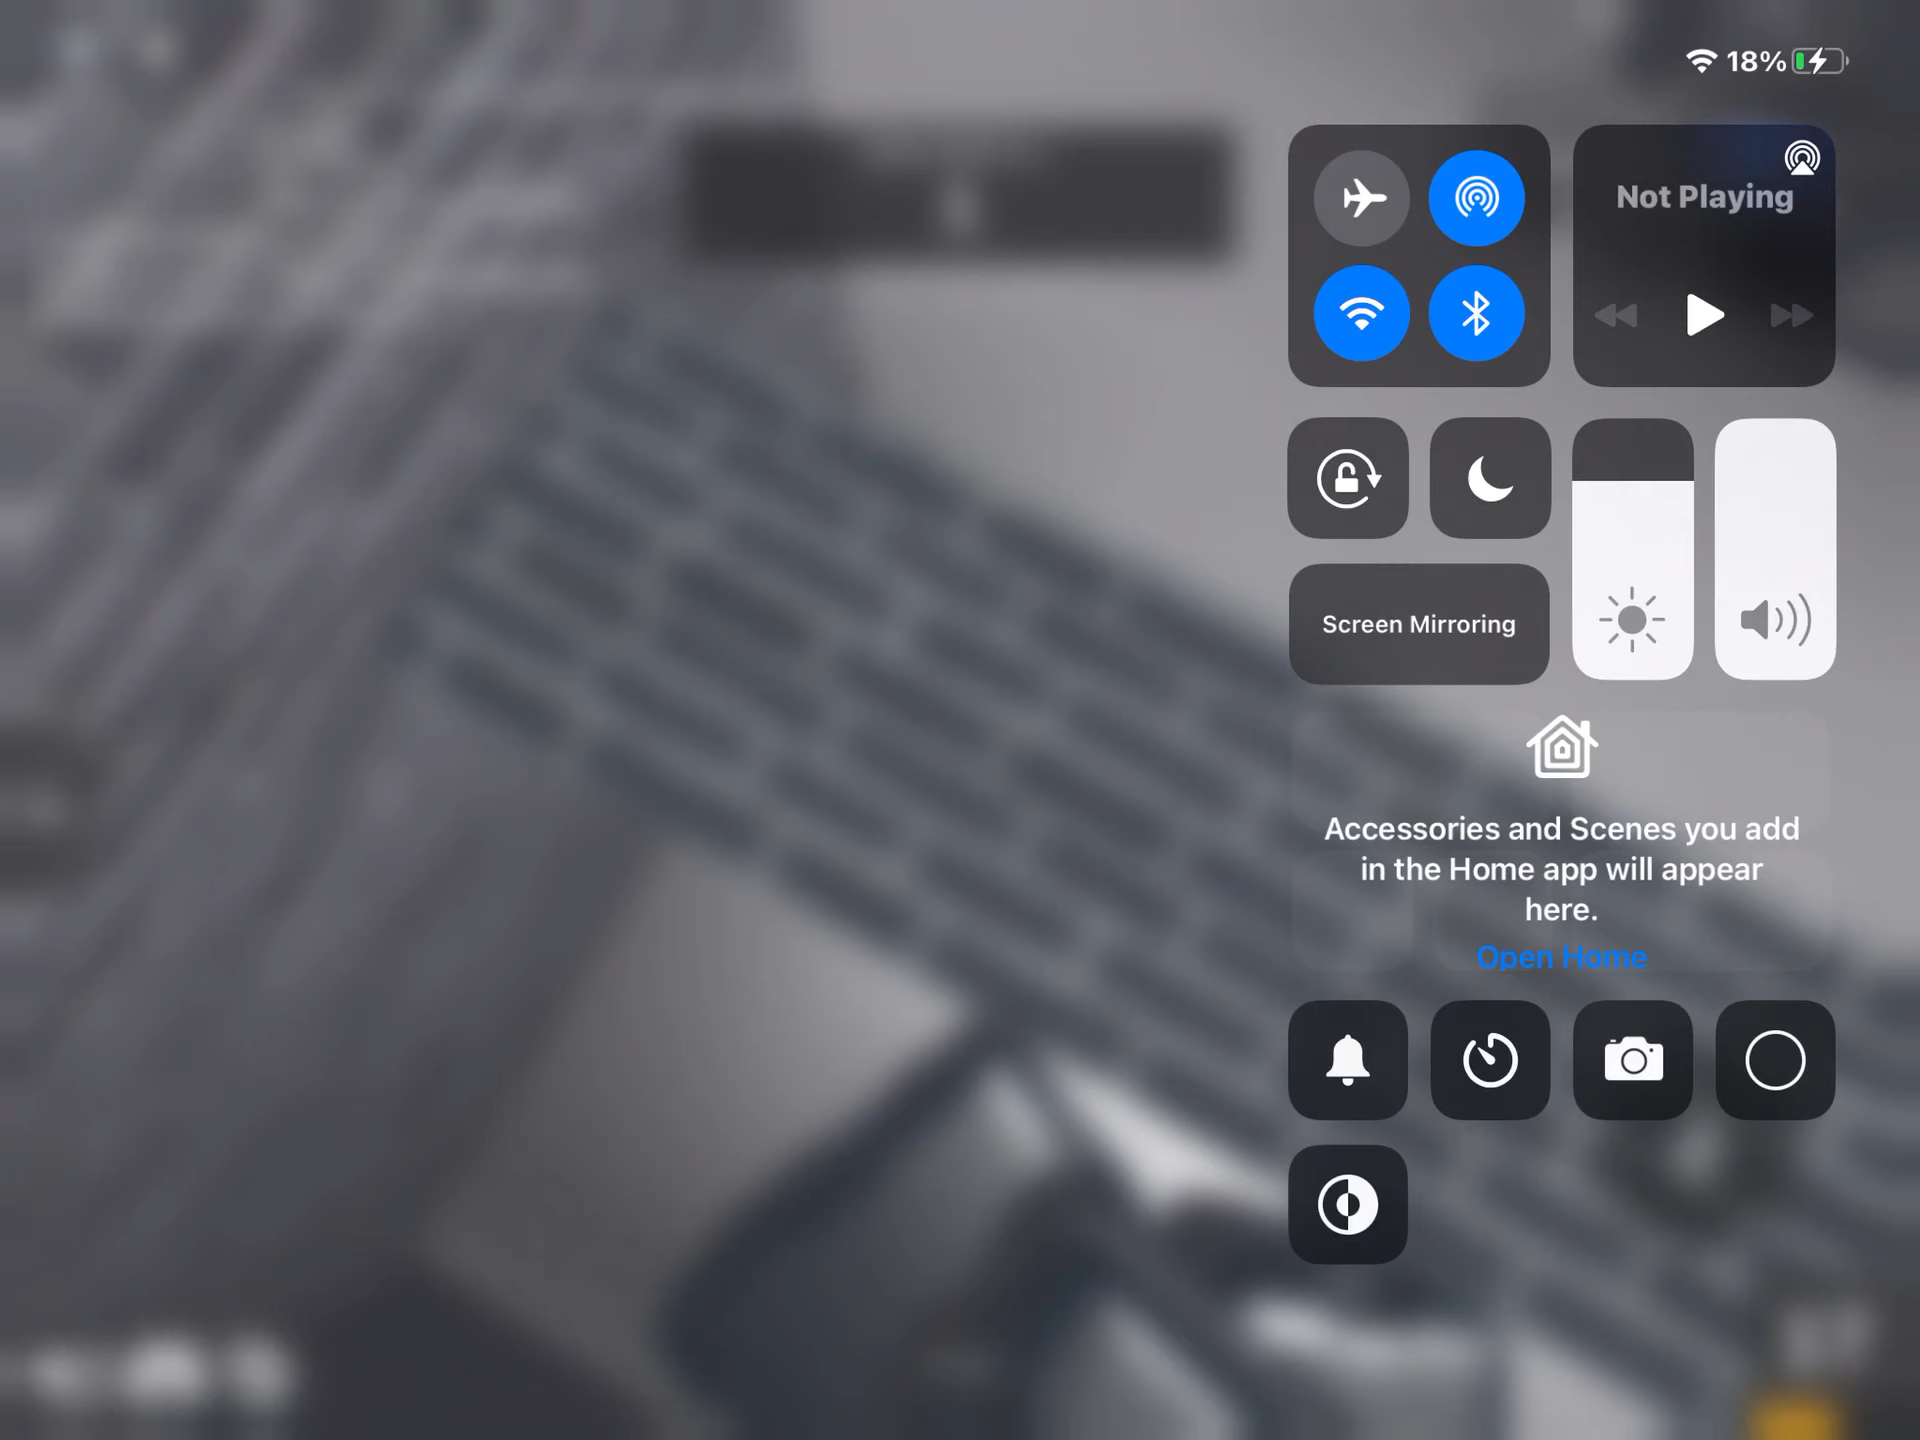 18%
Not Playing
Screen Mirroring
Accessories and Scenes you add
in the Home app will appear
here.
Open Home